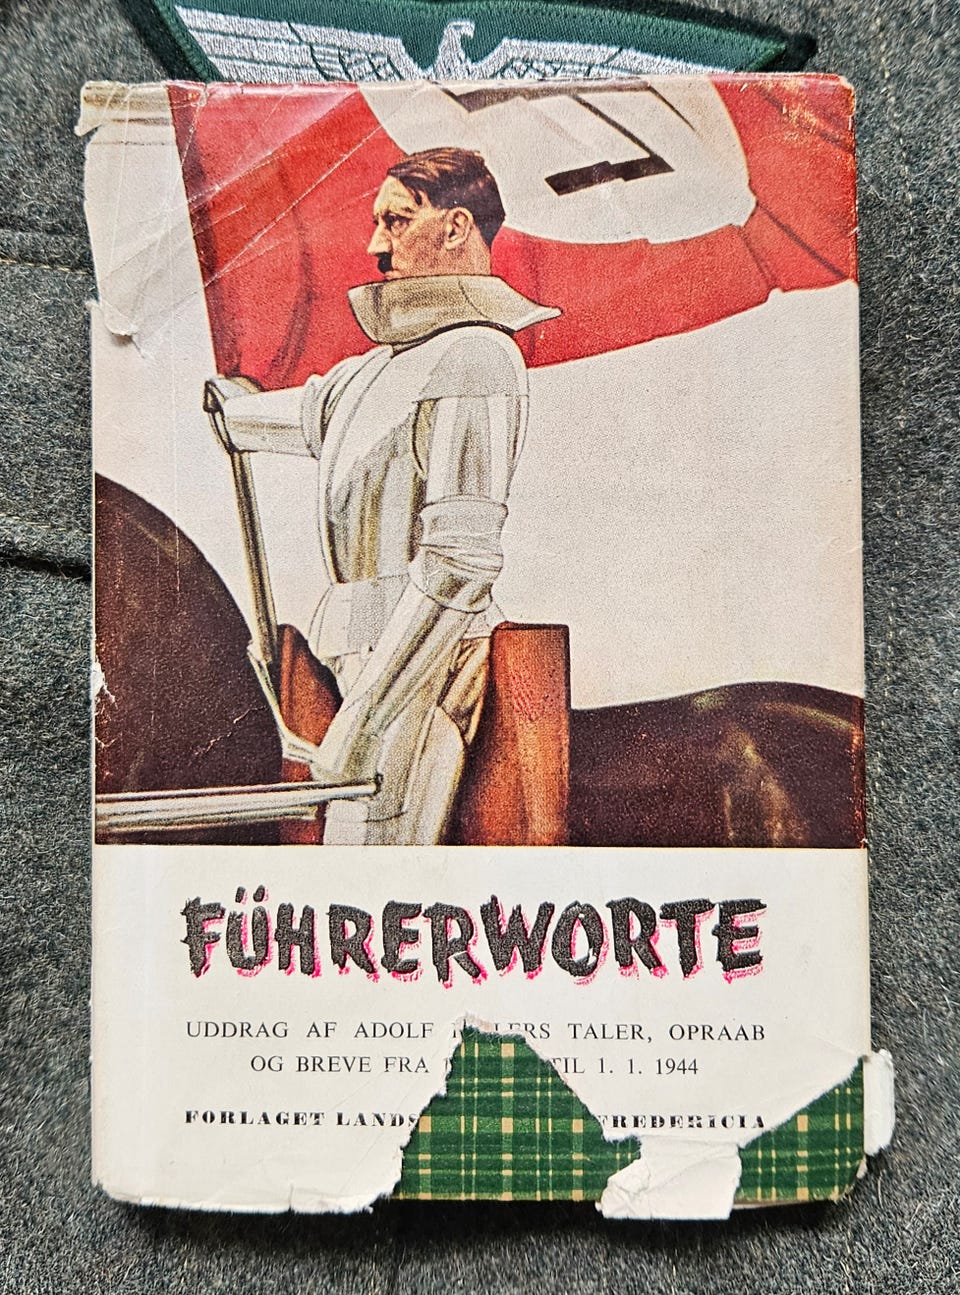 FÜHRERWORTE
UDDRAG AF ADOLF TALER, OPRAAB
OG BREVE FRA TIL 1. 1. 1944
FORLAGET FREDERICIA